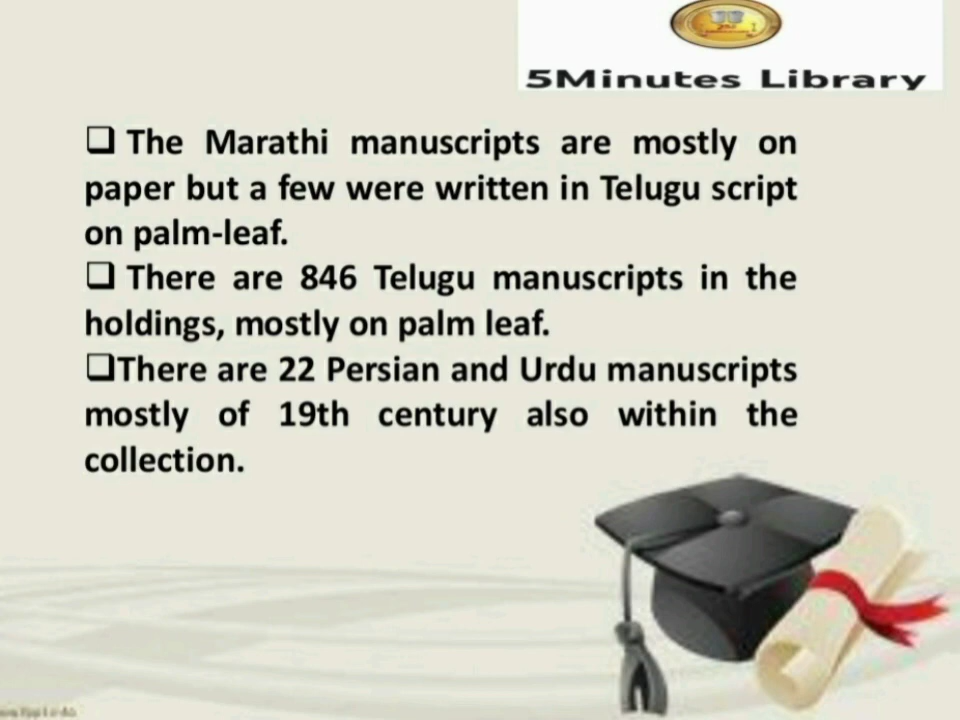 5Minutes Library
❑ The Marathi manuscripts are mostly on
paper but a few were written in Telugu script
on palm-leaf.
❑ There are 846 Telugu manuscripts in the
holdings, mostly on palm leaf.
❑There are 22 Persian and Urdu manuscripts
mostly of 19th century also within the
collection.